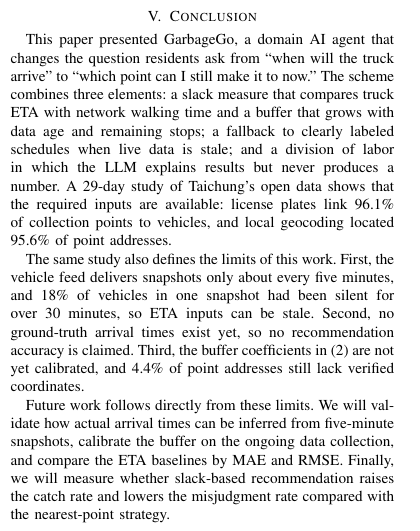 V. CONCLUSION
This paper presented GarbageGo, a domain AI agent that
changes the question residents ask from “when will the truck
arrive” to “which point can I still make it to now.” The scheme
combines three elements: a slack measure that compares truck
ETA with network walking time and a buffer that grows with
data age and remaining stops; a fallback to clearly labeled
schedules when live data is stale; and a division of labor
in which the LLM explains results but never produces a
number. A 29-day study of Taichung’s open data shows that
the required inputs are available: license plates link 96.1%
of collection points to vehicles, and local geocoding located
95.6% of point addresses.
The same study also defines the limits of this work. First, the
vehicle feed delivers snapshots only about every five minutes,
and 18% of vehicles in one snapshot had been silent for
over 30 minutes, so ETA inputs can be stale. Second, no
ground-truth arrival times exist yet, so no recommendation
accuracy is claimed. Third, the buffer coefficients in (2) are not
yet calibrated, and 4.4% of point addresses still lack verified
coordinates.
Future work follows directly from these limits. We will val-
idate how actual arrival times can be inferred from five-minute
snapshots, calibrate the buffer on the ongoing data collection,
and compare the ETA baselines by MAE and RMSE. Finally,
we will measure whether slack-based recommendation raises
the catch rate and lowers the misjudgment rate compared with
the nearest-point strategy.